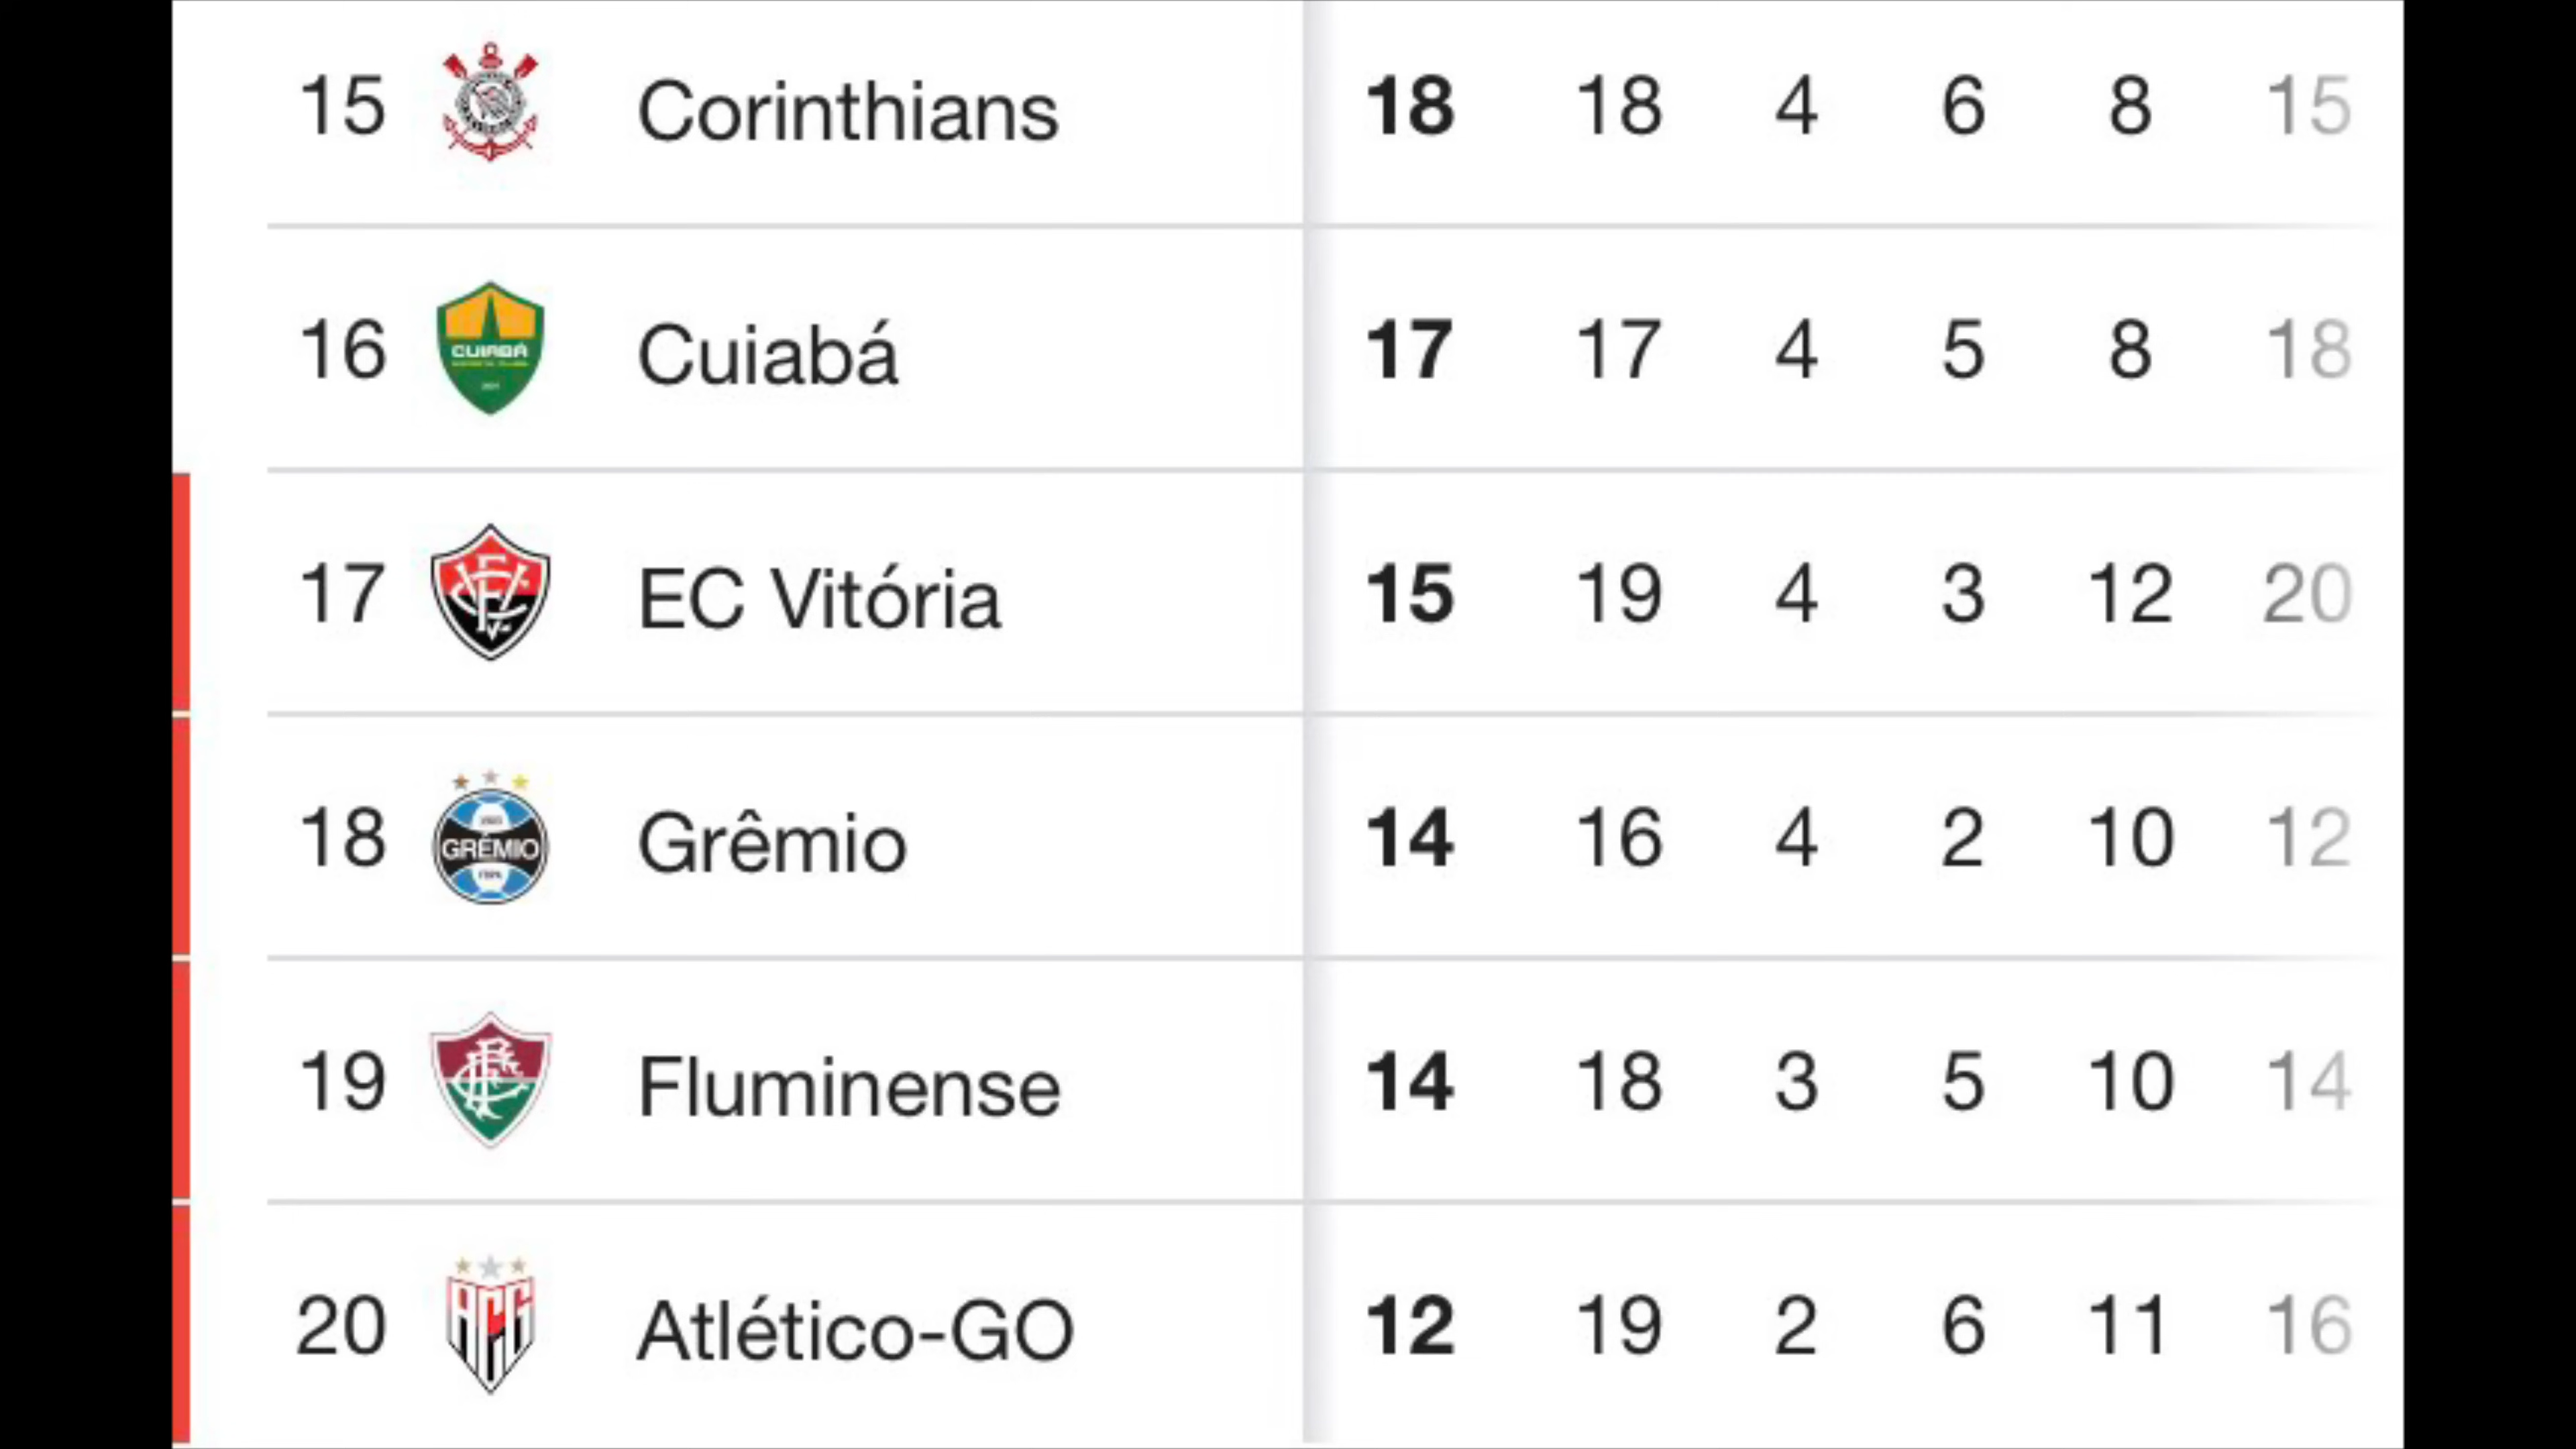 15 Corinthians 18 18 4 6 8 15
16 CUIABÁ Cuiabá 17 17 4 5 8 18
17 EC Vitória 15 19 4 3 12 20
18 GRÊMIO Grêmio 14 16 4 2 10 12
19 Fluminense 14 18 3 5 10 14
20 Atlético-GO 12 19 2 6 11 16